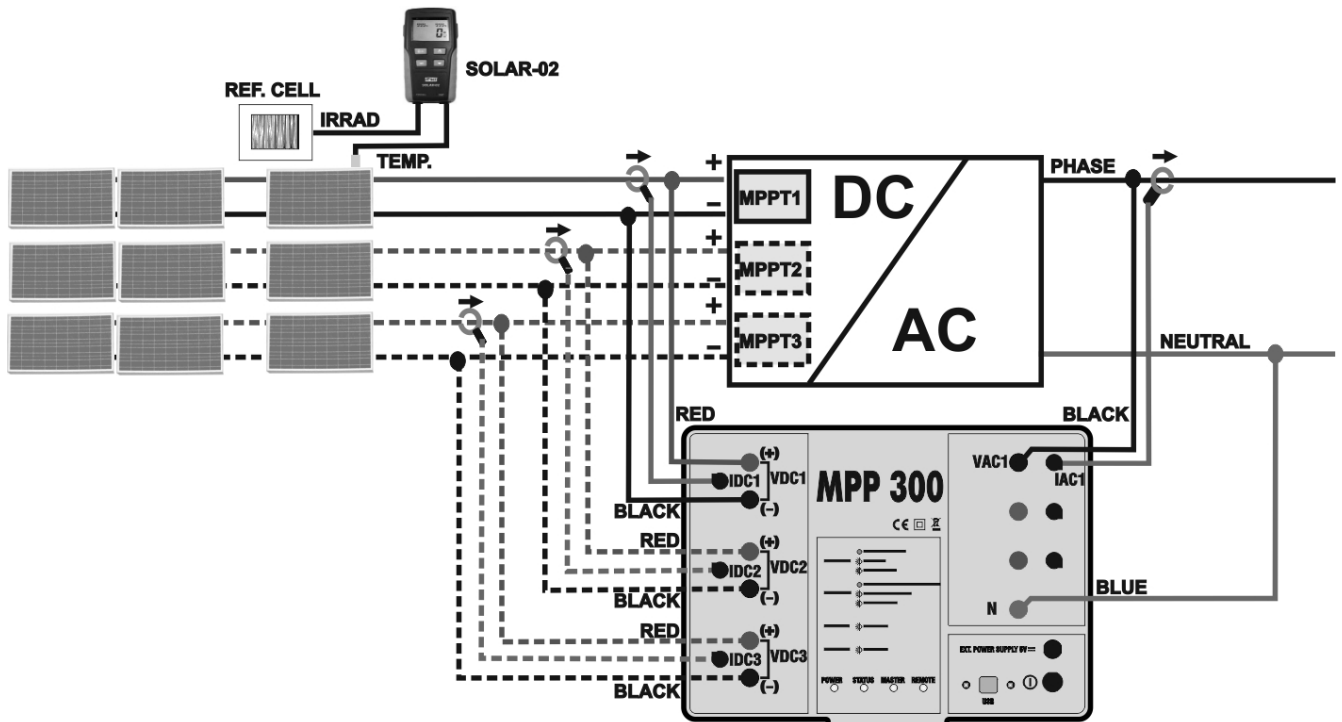 SOLAR-02
REF. CELL
IRRAD
TEMP.
+
MPPT1
−
+
MPPT2
−
+
MPPT3
−
DC
AC
PHASE
NEUTRAL
RED
BLACK
(+)
IDC1 VDC1
(−)
BLACK
RED
(+)
IDC2 VDC2
(−)
BLACK
RED
(+)
IDC3 VDC3
(−)
BLACK
MPP 300
CE
POWER STATUS MASTER REMOTE
VAC1 IAC1
BLUE
N
EXT. POWER SUPPLY 5V
USB